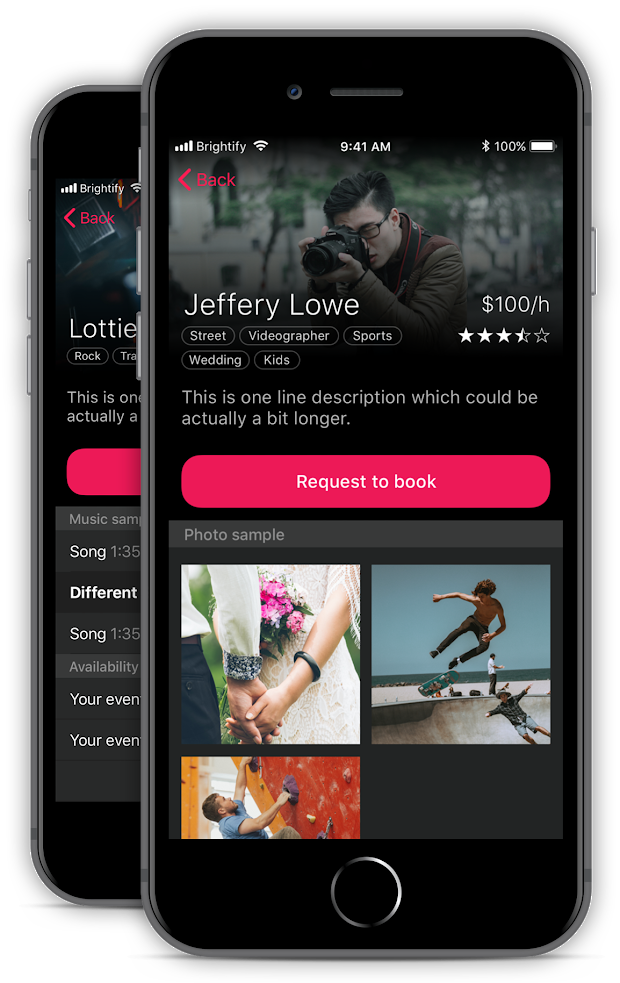 Brightify
9:41 AM
100%
Back
Jeffery Lowe
$100/h
Street
Videographer
Sports
Wedding
Kids
This is one line description which could be
actually a bit longer.
Request to book
Photo sample
Brightify
Back
Lottie
Rock
Tra
This is one
actually a
Music samp
Song 1:35
Different
Song 1:35
Availability
Your event
Your event